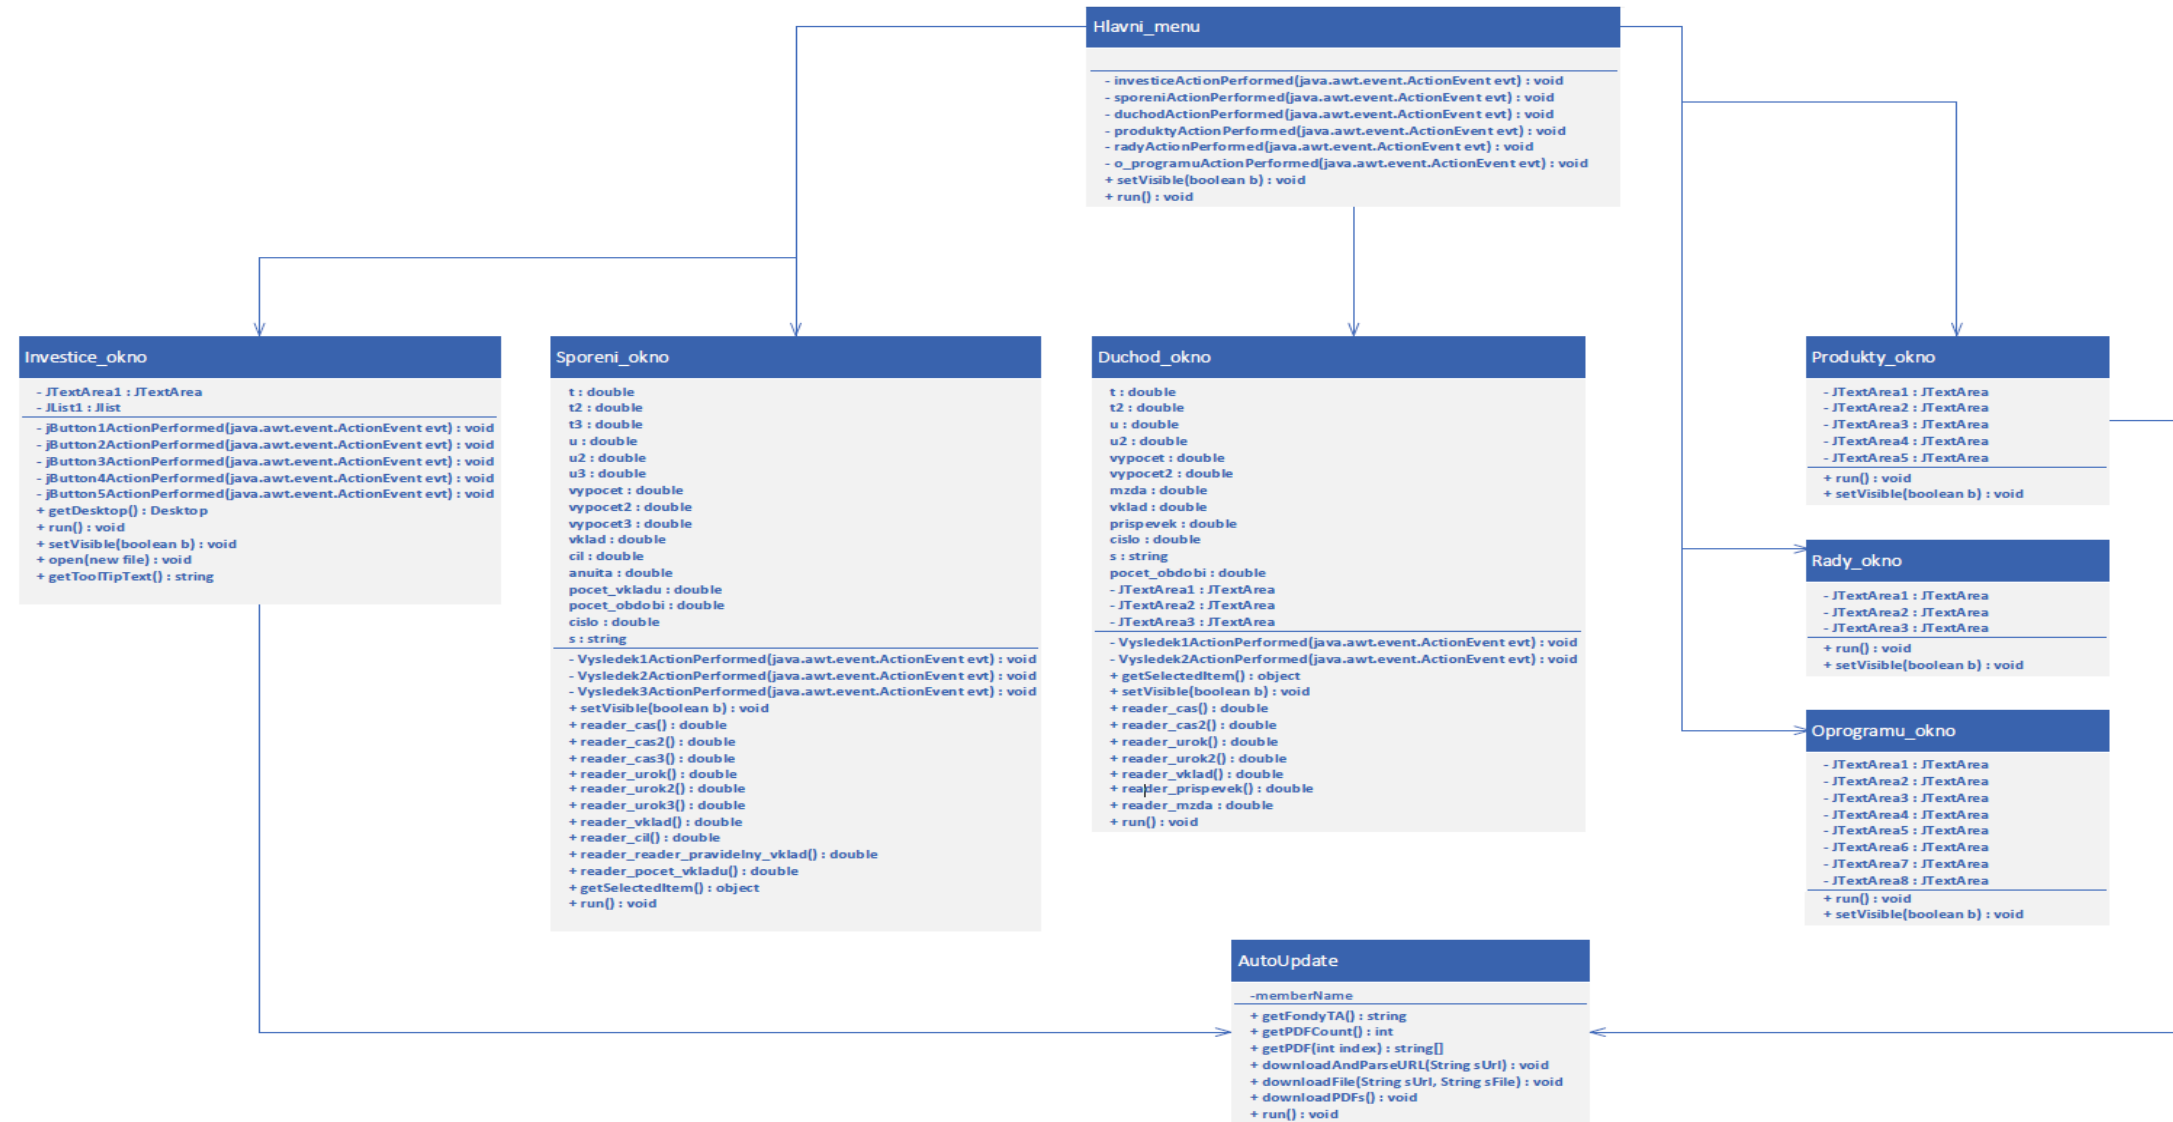 Hlavni_menu
- investiceActionPerformed(java.awt.event.ActionEvent evt) : void
- sporeniActionPerformed(java.awt.event.ActionEvent evt) : void
- duchodActionPerformed(java.awt.event.ActionEvent evt) : void
- produktyActionPerformed(java.awt.event.ActionEvent evt) : void
- radyActionPerformed(java.awt.event.ActionEvent evt) : void
- o_programuActionPerformed(java.awt.event.ActionEvent evt) : void
+ setVisible(boolean b) : void
+ run() : void
Investice_okno
- JTextArea1 : JTextArea
- JList1 : Jlist
- jButton1ActionPerformed(java.awt.event.ActionEvent evt) : void
- jButton2ActionPerformed(java.awt.event.ActionEvent evt) : void
- jButton3ActionPerformed(java.awt.event.ActionEvent evt) : void
- jButton4ActionPerformed(java.awt.event.ActionEvent evt) : void
- jButton5ActionPerformed(java.awt.event.ActionEvent evt) : void
+ getDesktop() : Desktop
+ run() : void
+ setVisible(boolean b) : void
+ open(new file) : void
+ getToolTipText() : string
Sporeni_okno
t : double
t2 : double
t3 : double
u : double
u2 : double
u3 : double
vypocet : double
vypocet2 : double
vypocet3 : double
vklad : double
cil : double
anuita : double
pocet_vkladu : double
pocet_obdobi : double
cislo : double
s : string
- Vysledek1ActionPerformed(java.awt.event.ActionEvent evt) : void
- Vysledek2ActionPerformed(java.awt.event.ActionEvent evt) : void
- Vysledek3ActionPerformed(java.awt.event.ActionEvent evt) : void
+ setVisible(boolean b) : void
+ reader_cas() : double
+ reader_cas2() : double
+ reader_cas3() : double
+ reader_urok() : double
+ reader_urok2() : double
+ reader_urok3() : double
+ reader_vklad() : double
+ reader_cil() : double
+ reader_reader_pravidelny_vklad() : double
+ reader_pocet_vkladu() : double
+ getSelectedItem() : object
+ run() : void
Duchod_okno
t : double
t2 : double
u : double
u2 : double
vypocet : double
vypocet2 : double
mzda : double
vklad : double
prispevek : double
cislo : double
s : string
pocet_obdobi : double
- JTextArea1 : JTextArea
- JTextArea2 : JTextArea
- JTextArea3 : JTextArea
- Vysledek1ActionPerformed(java.awt.event.ActionEvent evt) : void
- Vysledek2ActionPerformed(java.awt.event.ActionEvent evt) : void
+ getSelectedItem() : object
+ setVisible(boolean b) : void
+ reader_cas() : double
+ reader_cas2() : double
+ reader_urok() : double
+ reader_urok2() : double
+ reader_vklad() : double
+ reader_prispevek() : double
+ reader_mzda : double
+ run() : void
Produkty_okno
- JTextArea1 : JTextArea
- JTextArea2 : JTextArea
- JTextArea3 : JTextArea
- JTextArea4 : JTextArea
- JTextArea5 : JTextArea
+ run() : void
+ setVisible(boolean b) : void
Rady_okno
- JTextArea1 : JTextArea
- JTextArea2 : JTextArea
- JTextArea3 : JTextArea
+ run() : void
+ setVisible(boolean b) : void
Oprogramu_okno
- JTextArea1 : JTextArea
- JTextArea2 : JTextArea
- JTextArea3 : JTextArea
- JTextArea4 : JTextArea
- JTextArea5 : JTextArea
- JTextArea6 : JTextArea
- JTextArea7 : JTextArea
- JTextArea8 : JTextArea
+ run() : void
+ setVisible(boolean b) : void
AutoUpdate
-memberName
+ getFondyTA() : string
+ getPDFCount() : int
+ getPDF(int index) : string[]
+ downloadAndParseURL(String sUrl) : void
+ downloadFile(String sUrl, String sFile) : void
+ downloadPDFs() : void
+ run() : void